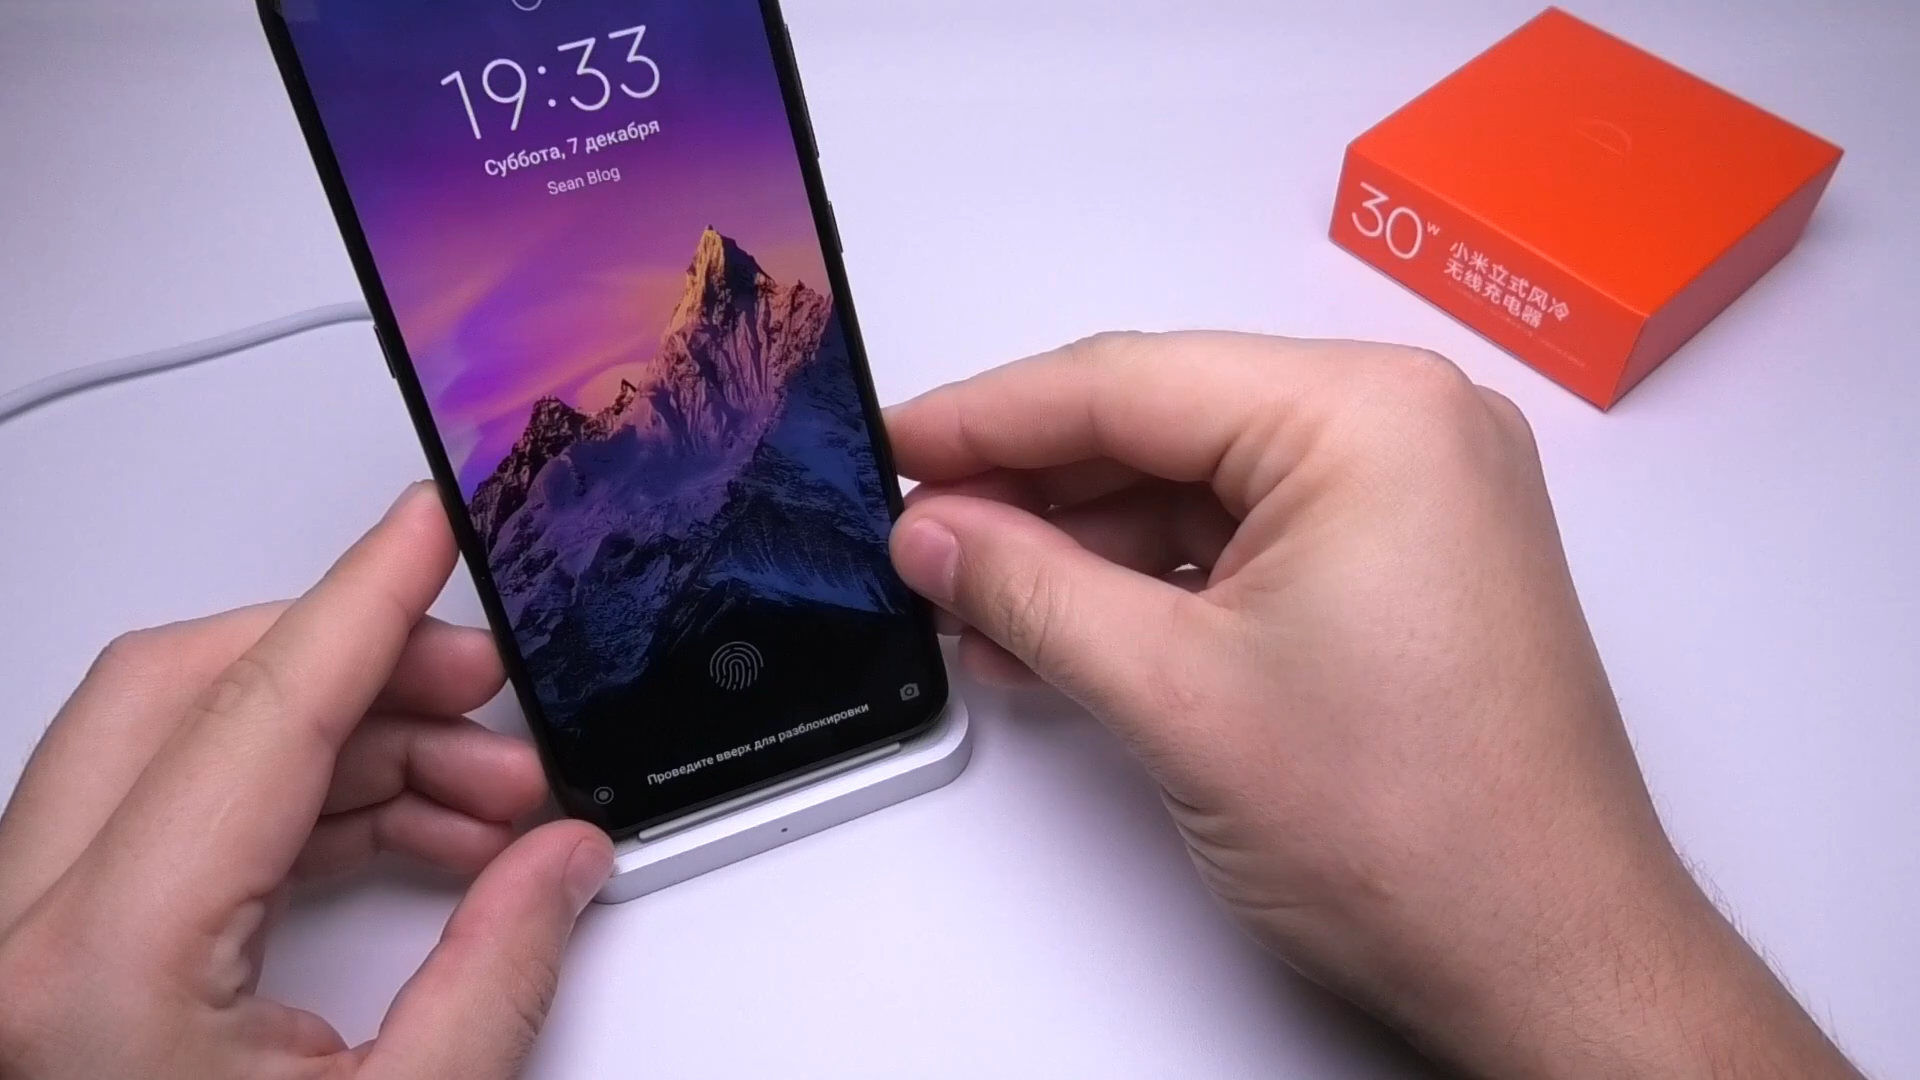 19:33
Суббота, 7 декабря
Sean Blog
Проведите вверх для разблокировки
30W
小米立式风冷
无线充电器